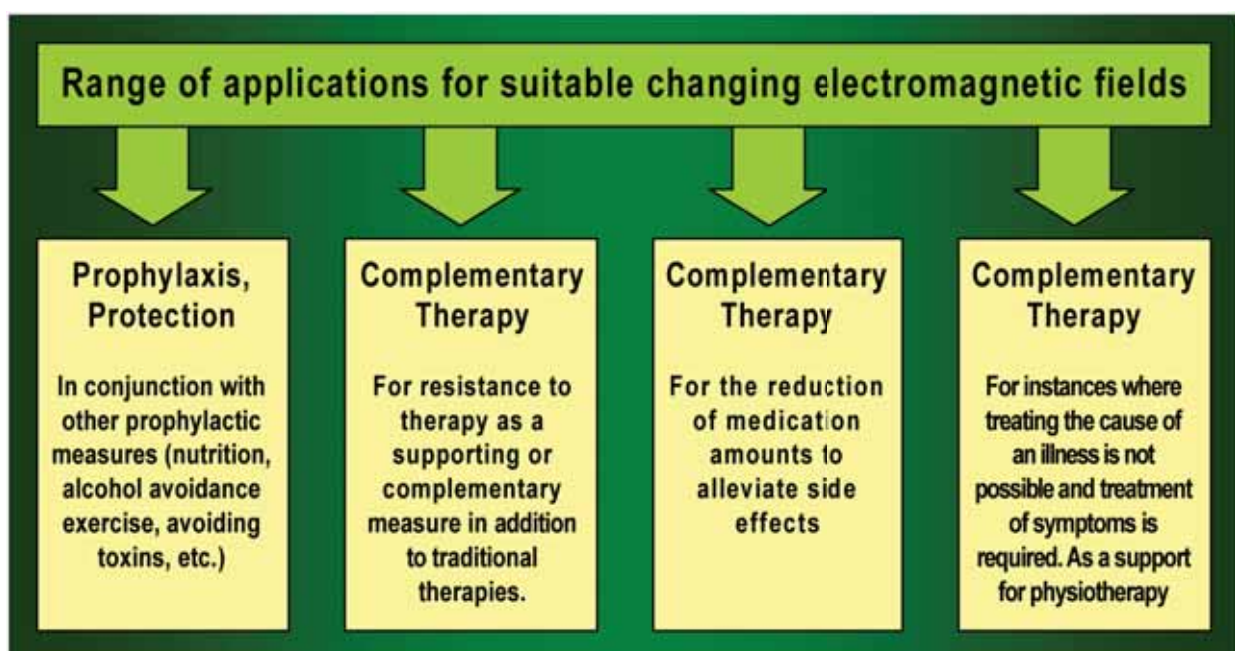 Range of applications for suitable changing electromagnetic fields
Prophylaxis,
Protection
In conjunction with
other prophylactic
measures (nutrition,
alcohol avoidance
exercise, avoiding
toxins, etc.)
Complementary
Therapy
For resistance to
therapy as a
supporting or
complementary
measure in addition
to traditional
therapies.
Complementary
Therapy
For the reduction
of medication
amounts to
alleviate side
effects
Complementary
Therapy
For instances where
treating the cause of
an illness is not
possible and treatment
of symptoms is
required. As a support
for physiotherapy